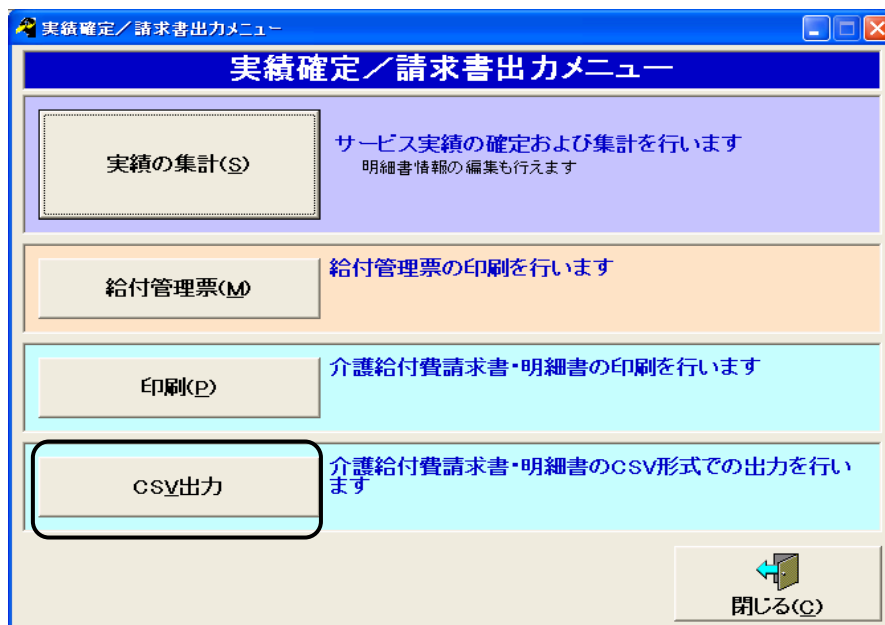 実績確定／請求書出力メニュー
実績確定／請求書出力メニュー
実績の集計(S)
サービス実績の確定および集計を行います
明細書情報の編集も行えます
給付管理票(M)
給付管理票の印刷を行います
印刷(P)
介護給付費請求書・明細書の印刷を行います
CSV出力
介護給付費請求書・明細書のCSV形式での出力を行い
ます
閉じる(C)